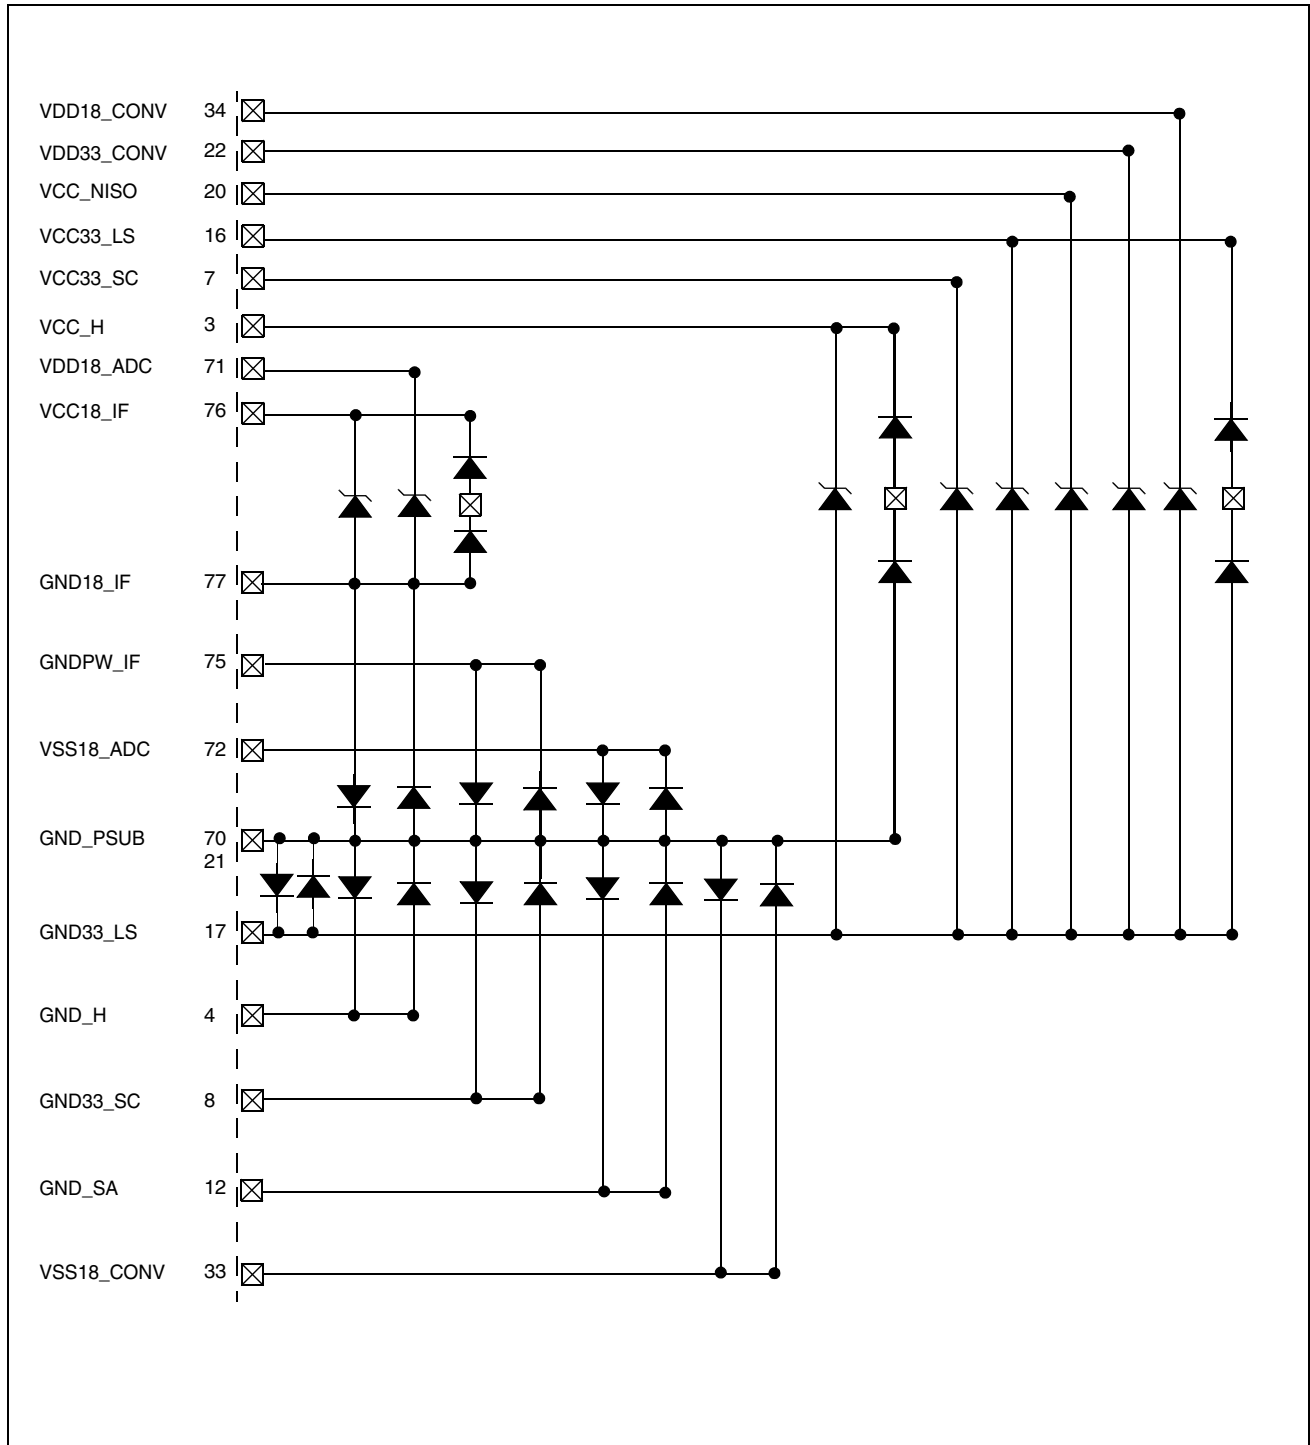 VDD18_CONV 34
VDD33_CONV 22
VCC_NISO 20
VCC33_LS 16
VCC33_SC 7
VCC_H 3
VDD18_ADC 71
VCC18_IF 76
GND18_IF 77
GNDPW_IF 75
VSS18_ADC 72
GND_PSUB 70
21
GND33_LS 17
GND_H 4
GND33_SC 8
GND_SA 12
VSS18_CONV 33